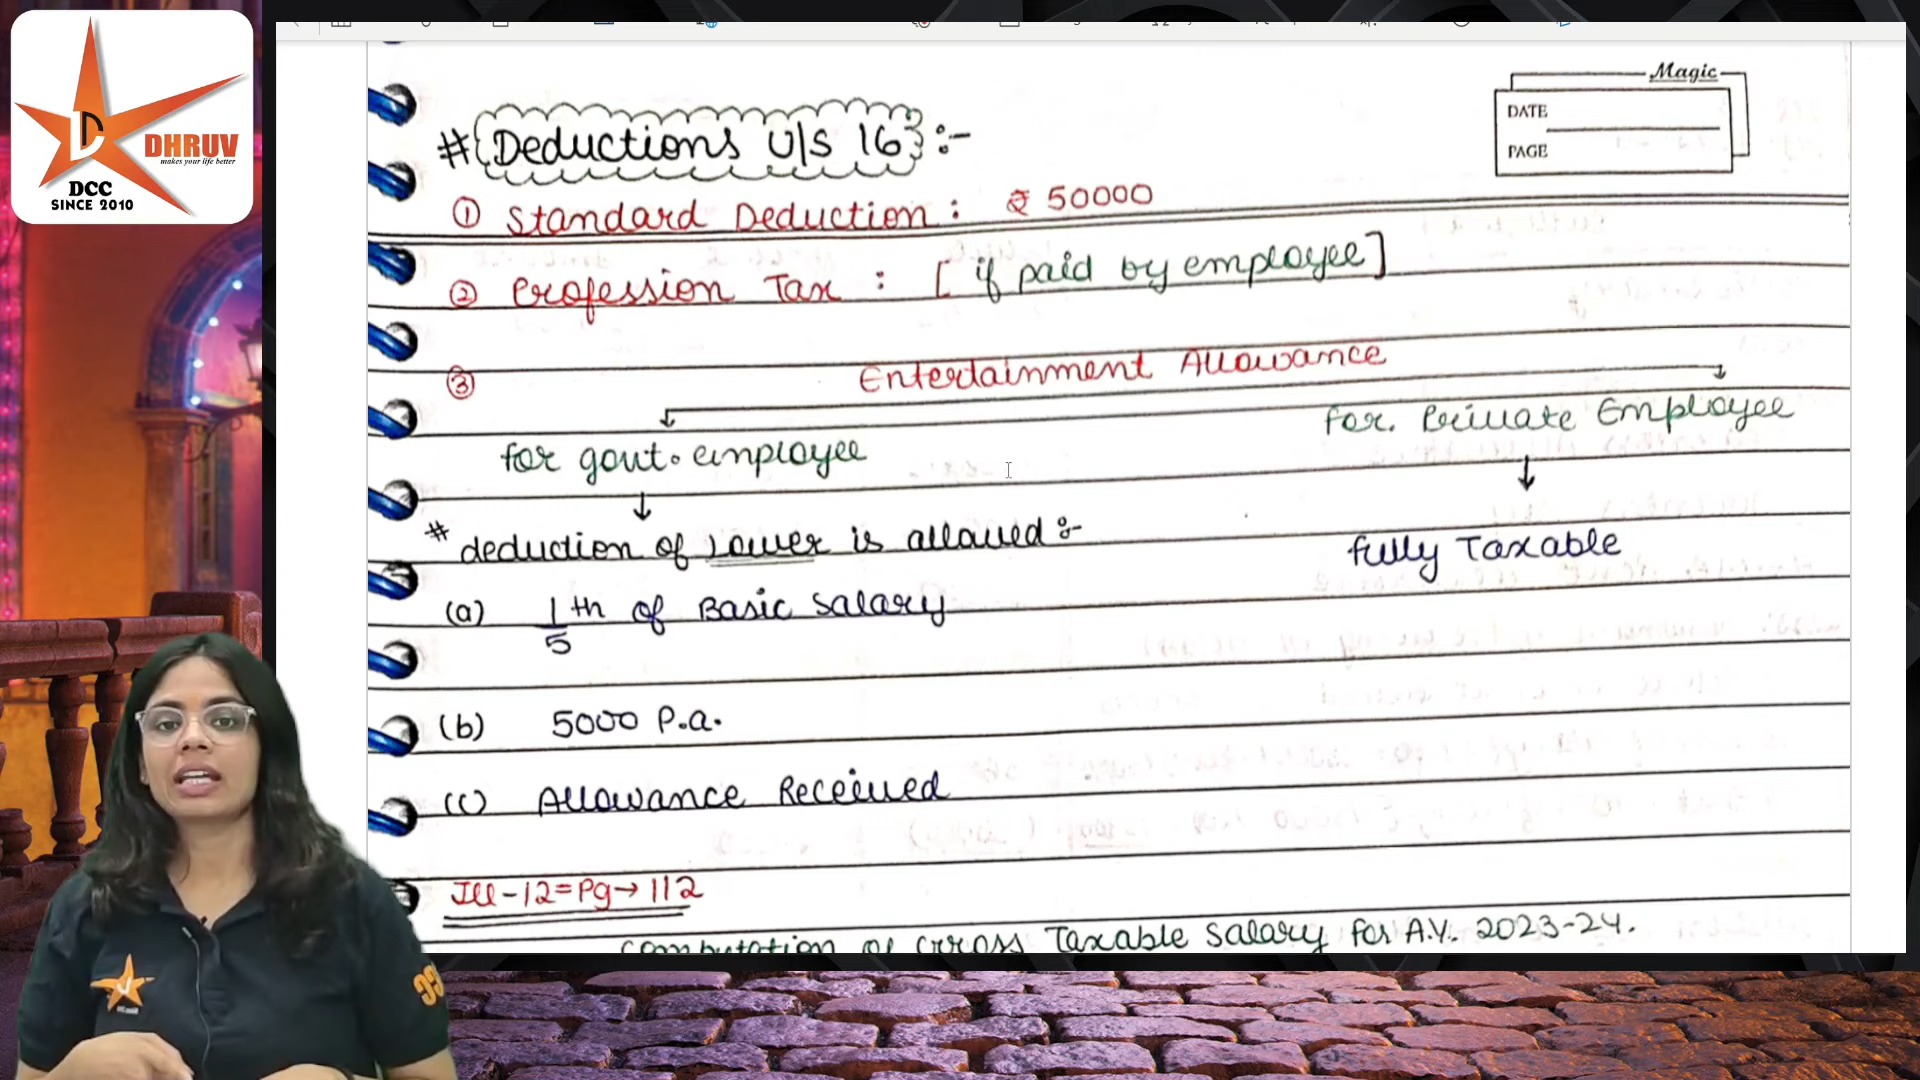 DC
DHRUV
makes your life better
DCC
SINCE 2010
Magic
DATE
PAGE
# Deductions U/S 16 :-
① Standard Deduction : ₹ 50000
② Profession Tax : [ if paid by employee ]
③ Entertainment Allowance
for govt. employee
for. Private Employee
# deduction of Lower is allowed :-
fully Taxable
(a) 1/5 th of Basic Salary
(b) 5000 P.a.
(c) Allowance Received
Ill-12 = Pg → 112
Computation of Gross Taxable Salary for A.Y. 2023-24.